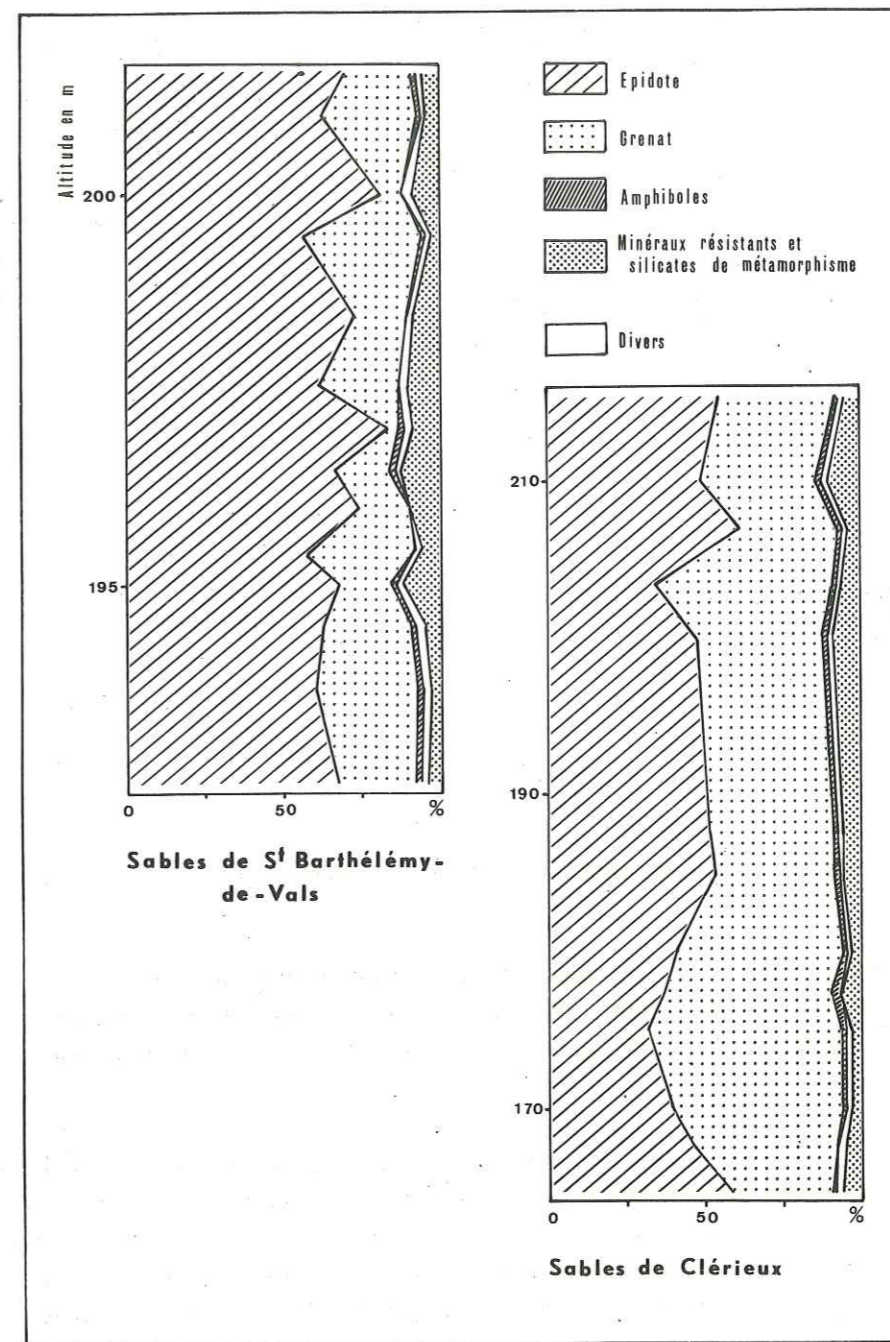 Altitude en m
200
195
0
50
%
Sables de St Barthélémy-
de-Vals
Epidote
Grenat
Amphiboles
Minéraux résistants et
silicates de métamorphisme
Divers
210
190
170
0
50
%
Sables de Clérieux